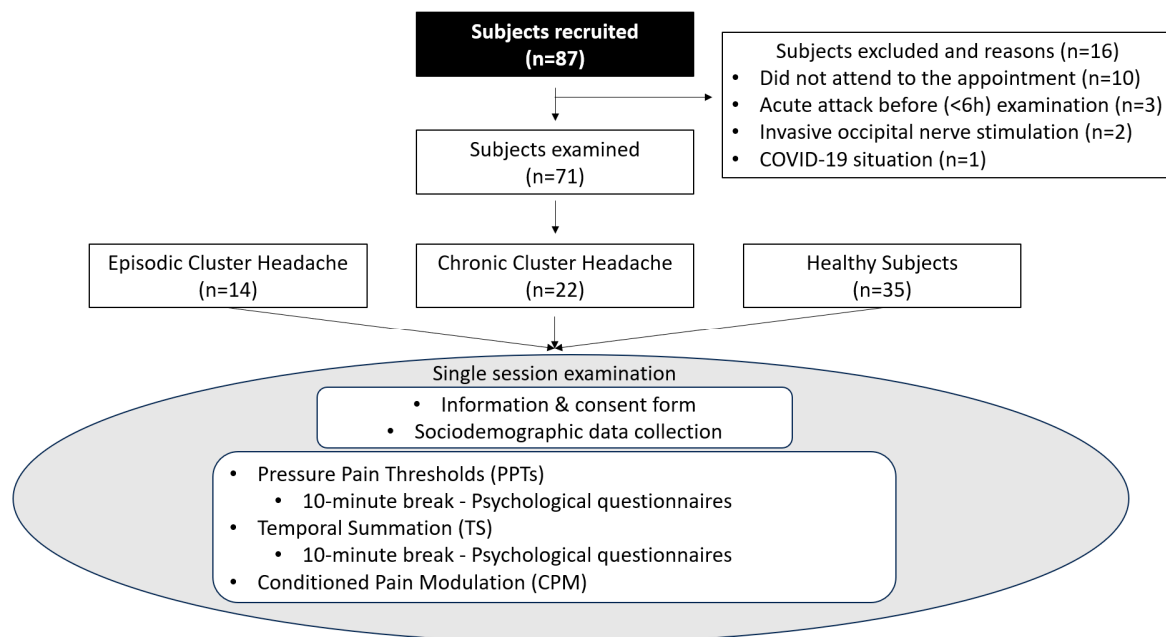 Subjects recruited
(n=87)
Subjects excluded and reasons (n=16)
• Did not attend to the appointment (n=10)
• Acute attack before (<6h) examination (n=3)
• Invasive occipital nerve stimulation (n=2)
• COVID-19 situation (n=1)
Subjects examined
(n=71)
Episodic Cluster Headache
(n=14)
Chronic Cluster Headache
(n=22)
Healthy Subjects
(n=35)
Single session examination
• Information & consent form
• Sociodemographic data collection
• Pressure Pain Thresholds (PPTs)
• 10-minute break - Psychological questionnaires
• Temporal Summation (TS)
• 10-minute break - Psychological questionnaires
• Conditioned Pain Modulation (CPM)